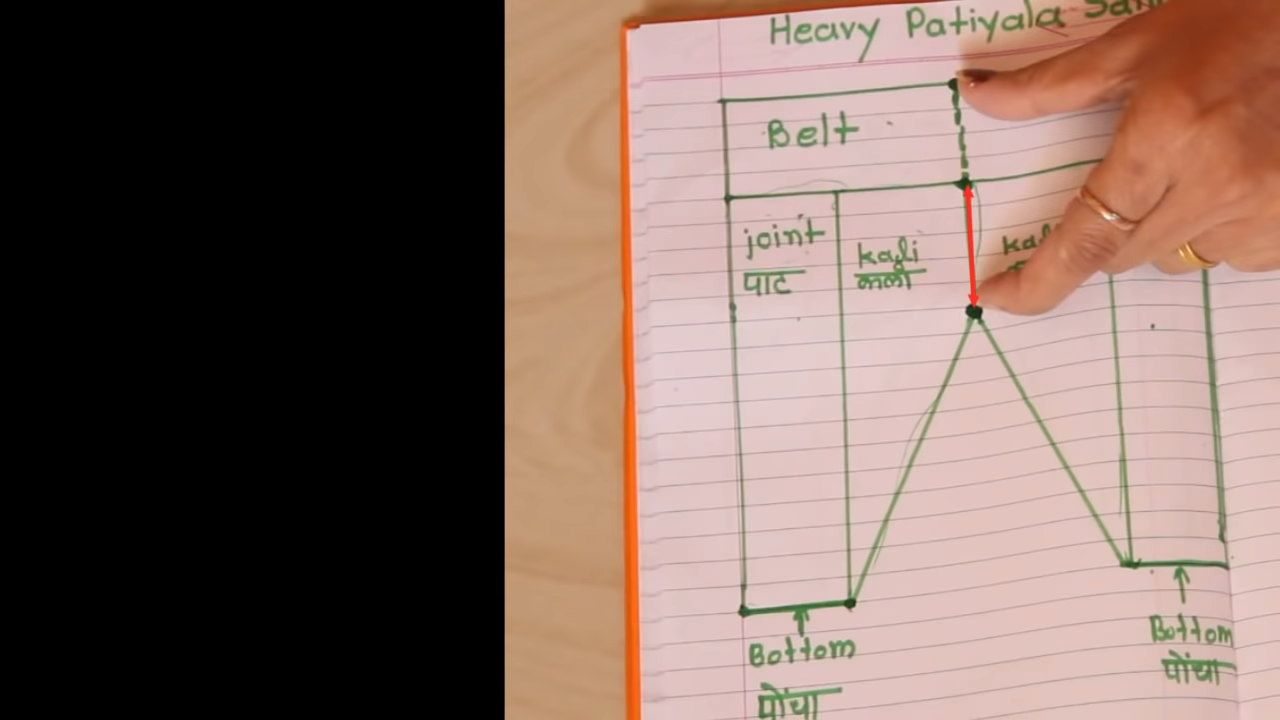 Heavy Patiyala
Belt
joint
पाट
kali
कली
Bottom
पोंचा
Bottom
पोंचा